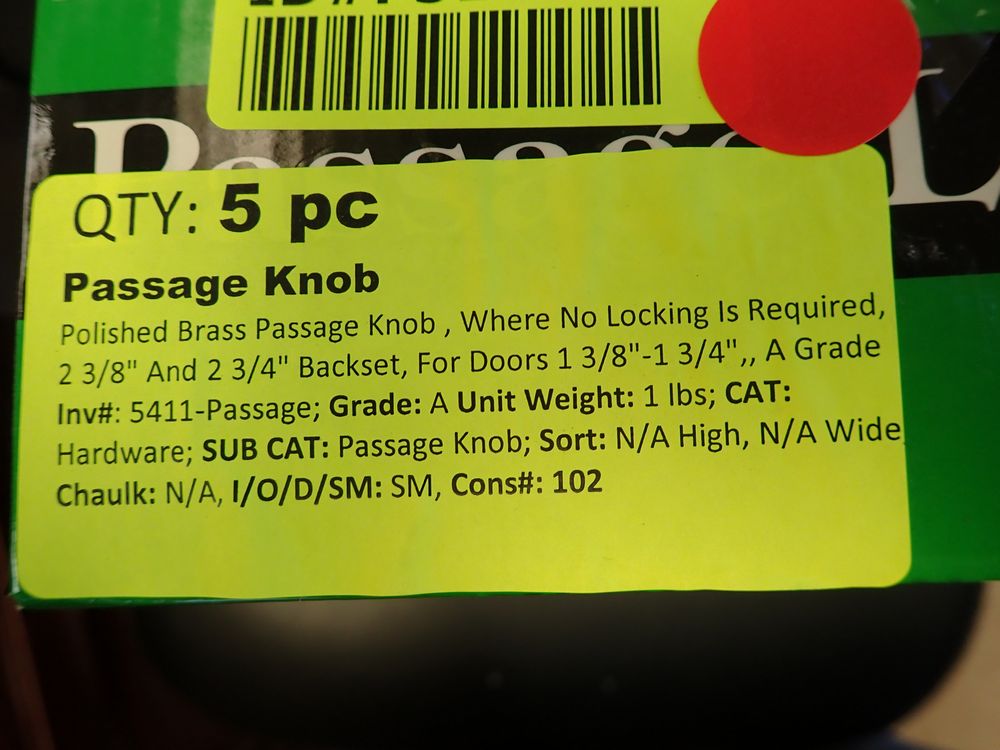 QTY: 5 pc
Passage Knob
Polished Brass Passage Knob , Where No Locking Is Required,
2 3/8" And 2 3/4" Backset, For Doors 1 3/8"-1 3/4",, A Grade
Inv#: 5411-Passage; Grade: A Unit Weight: 1 lbs; CAT:
Hardware; SUB CAT: Passage Knob; Sort: N/A High, N/A Wide
Chaulk: N/A, I/O/D/SM: SM, Cons#: 102